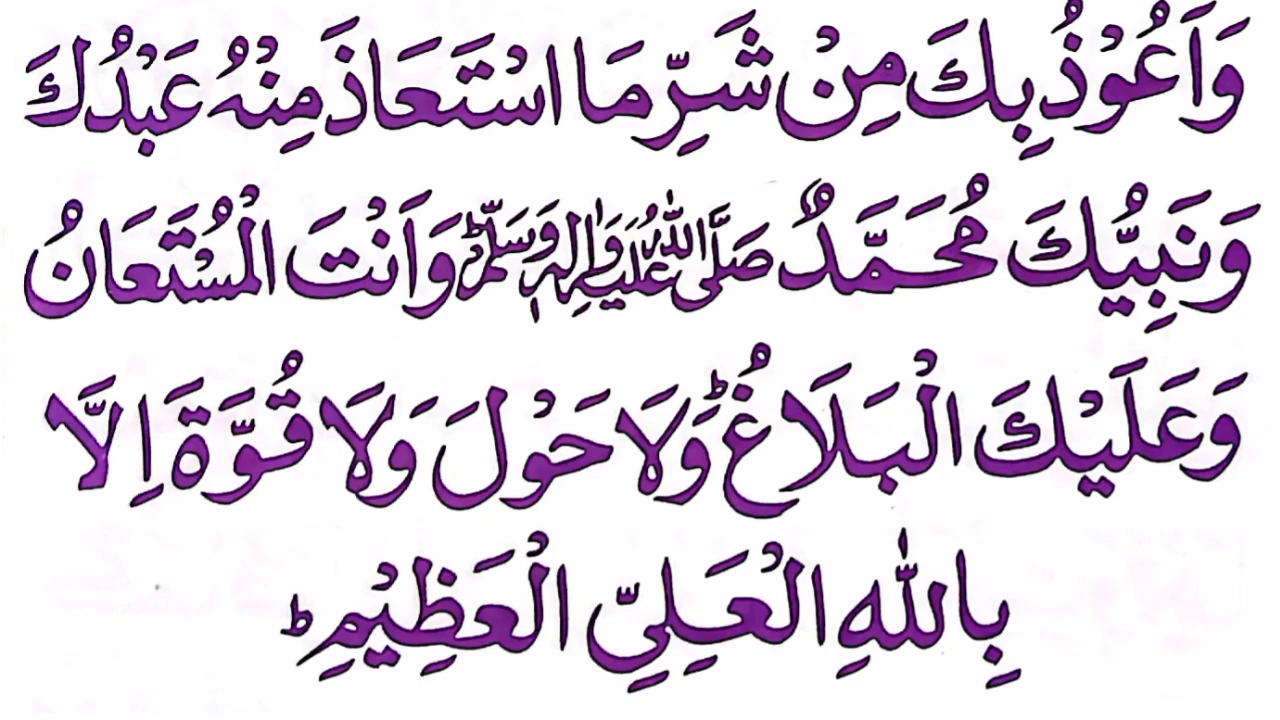 وَاَعُوْذُ بِكَ مِنْ شَرِّ مَا اسْتَعَاذَ مِنْهُ عَبْدُكَ
وَنَبِيُّكَ مُحَمَّدٌ صَلَّى اللّٰهُ عَلَيْهِ وَاٰلِهٖ وَسَلَّمَ وَاَنْتَ الْمُسْتَعَانُ
وَعَلَيْكَ الْبَلَاغُ ؕ وَلَا حَوْلَ وَلَا قُوَّةَ اِلَّا
بِاللّٰهِ الْعَلِيِّ الْعَظِيْمِ ؕ